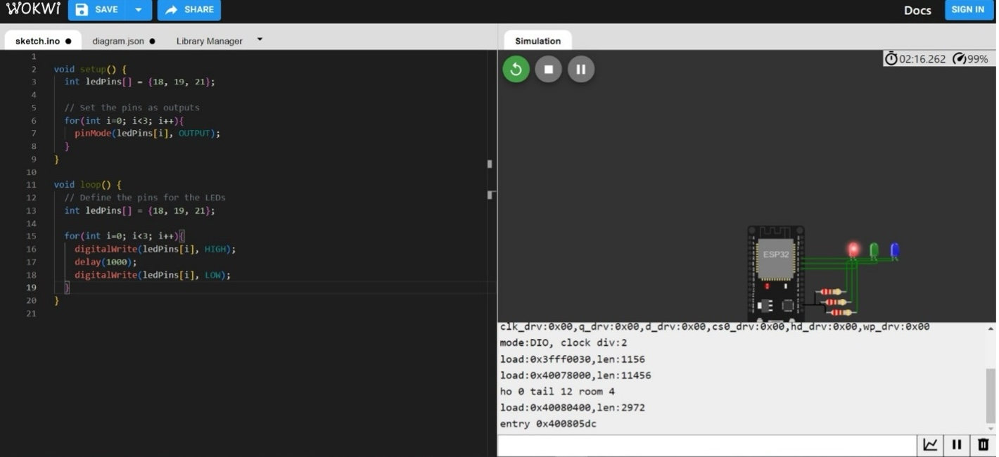 WOKWi SAVE SHARE Docs SIGN IN
sketch.ino ● diagram.json ● Library Manager
1
2 void setup() {
3 int ledPins[] = {18, 19, 21};
4
5 // Set the pins as outputs
6 for(int i=0; i<3; i++){
7 pinMode(ledPins[i], OUTPUT);
8 }
9 }
10
11 void loop() {
12 // Define the pins for the LEDs
13 int ledPins[] = {18, 19, 21};
14
15 for(int i=0; i<3; i++){
16 digitalWrite(ledPins[i], HIGH);
17 delay(1000);
18 digitalWrite(ledPins[i], LOW);
19 }
20 }
21
Simulation
02:16.262 99%
ESP32
clk_drv:0x00,q_drv:0x00,d_drv:0x00,cs0_drv:0x00,hd_drv:0x00,wp_drv:0x00
mode:DIO, clock div:2
load:0x3fff0030,len:1156
load:0x40078000,len:11456
ho 0 tail 12 room 4
load:0x40080400,len:2972
entry 0x400805dc